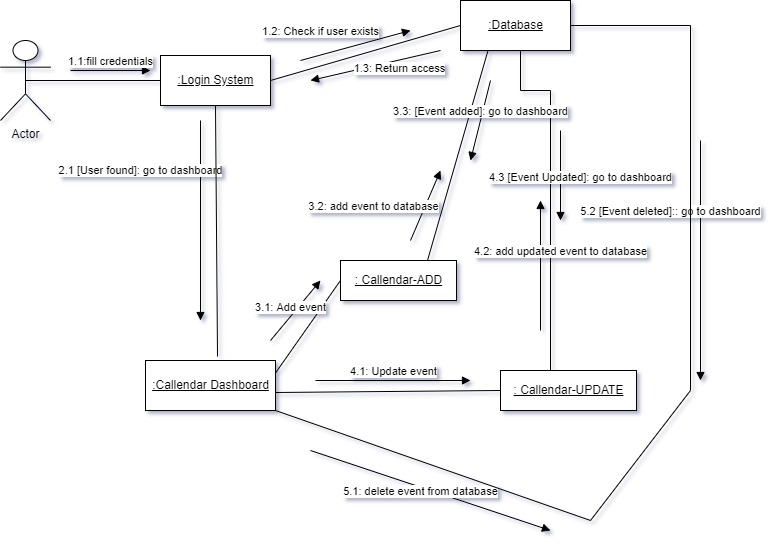 :Database
1.2: Check if user exists
1.1:fill credentials
1.3: Return access
:Login System
3.3: [Event added]: go to dashboard
Actor
2.1 [User found]: go to dashboard
4.3 [Event Updated]: go to dashboard
3.2: add event to database
5.2 [Event deleted]:: go to dashboard
4.2: add updated event to database
: Callendar-ADD
3.1: Add event
4.1: Update event
:Callendar Dashboard
: Callendar-UPDATE
5.1: delete event from database